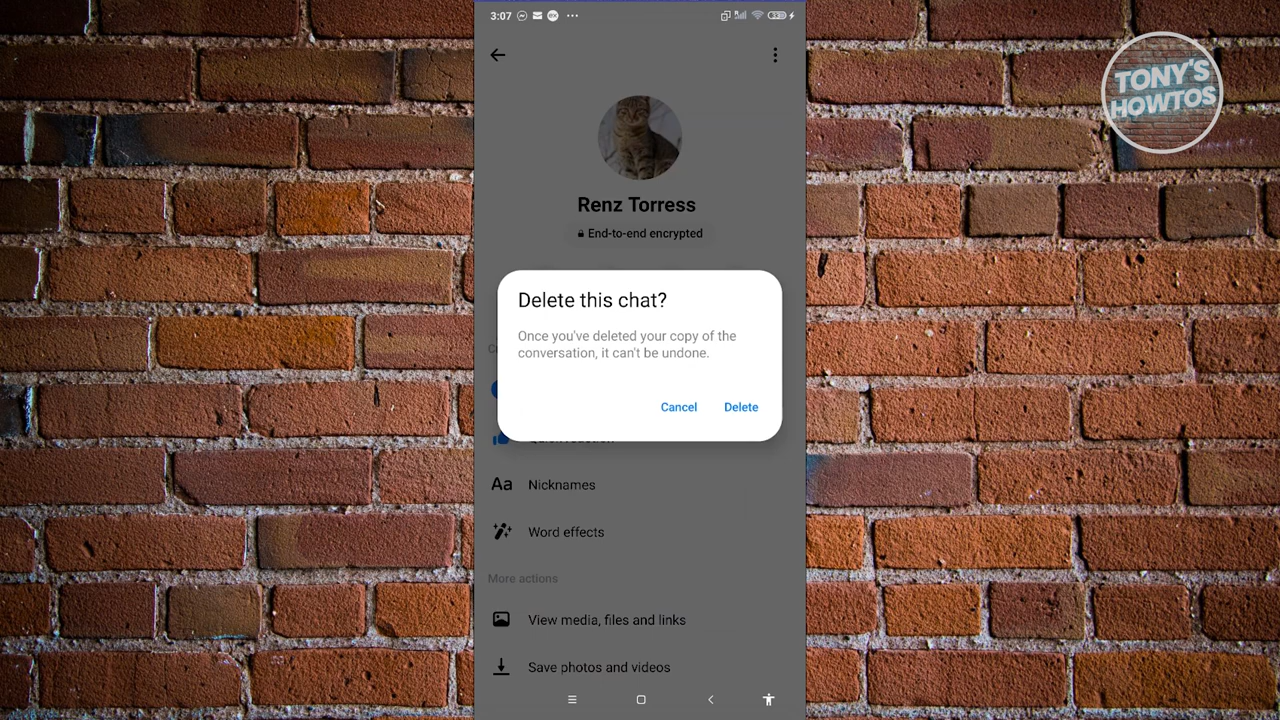 3:07
TONY'S
HOWTOS
Renz Torress
End-to-end encrypted
Delete this chat?
Once you've deleted your copy of the
conversation, it can't be undone.
Cancel Delete
Aa Nicknames
Word effects
More actions
View media, files and links
Save photos and videos